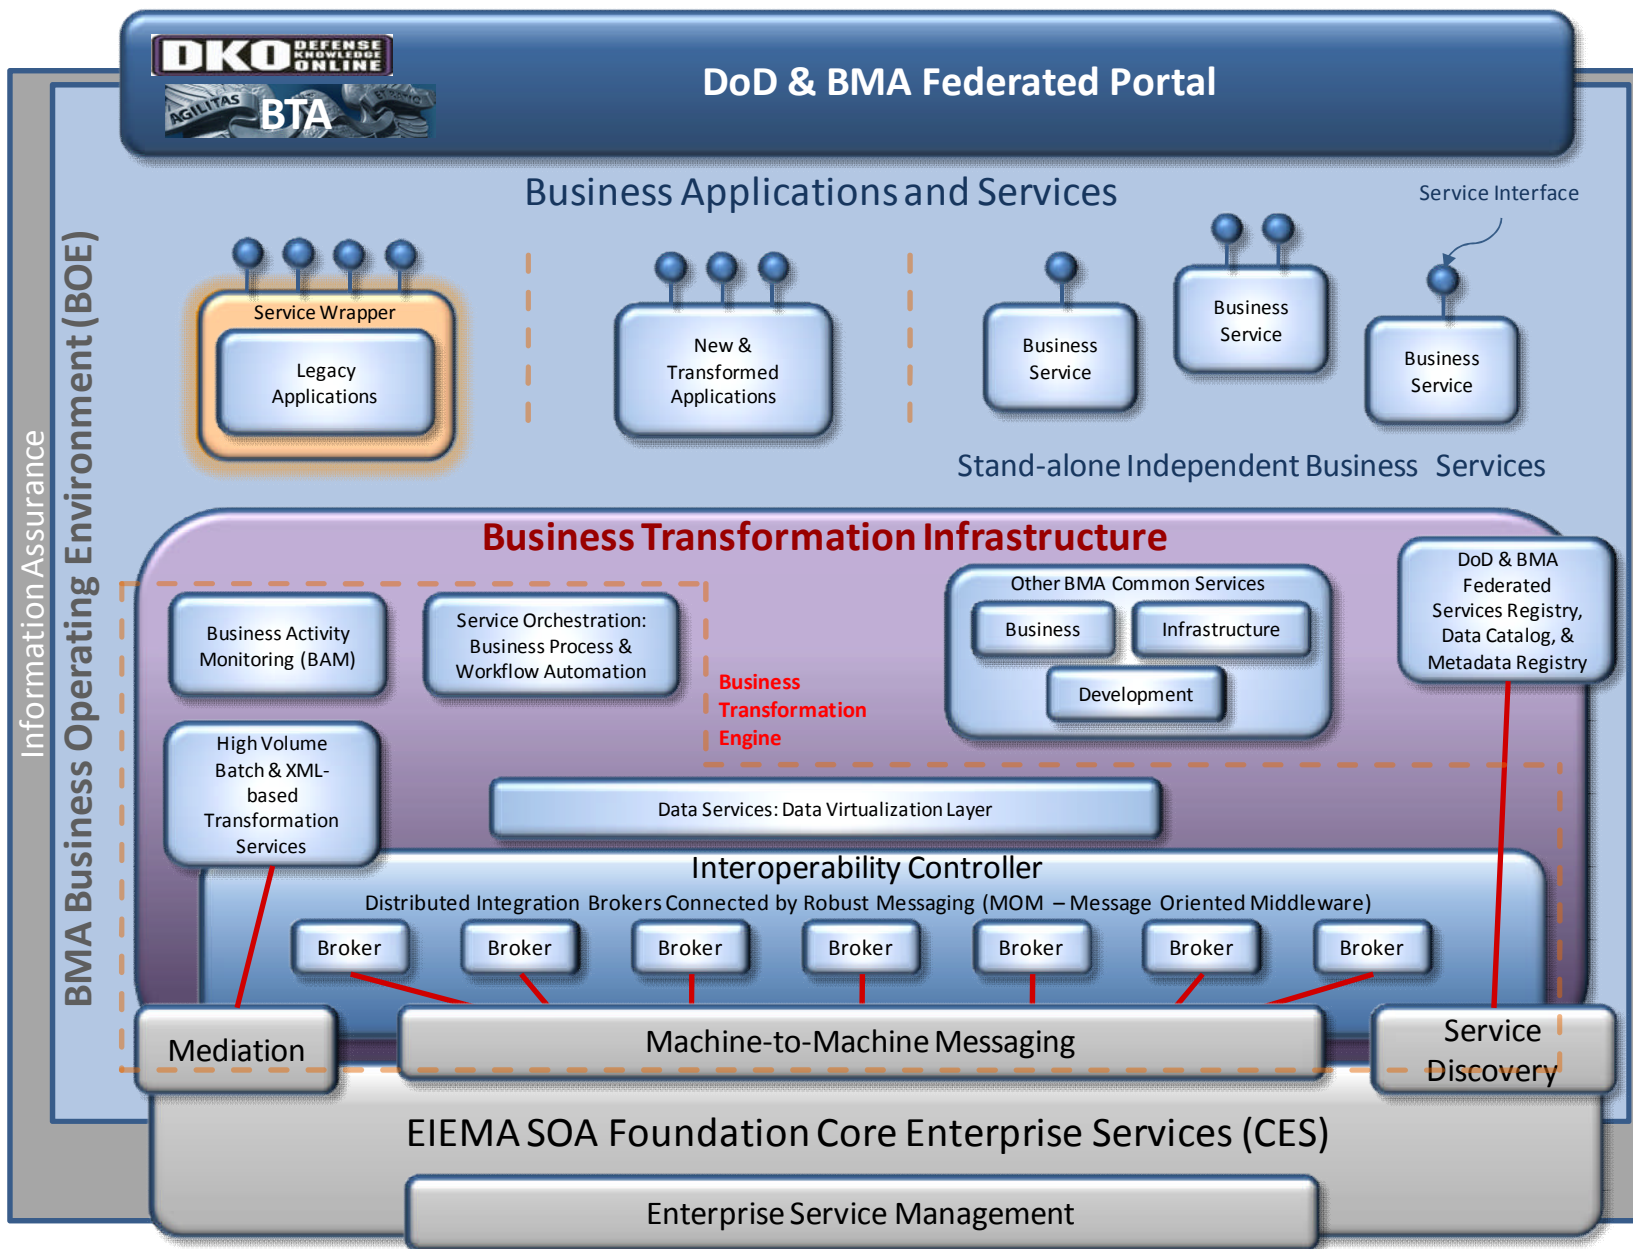 DKO DEFENSE
KNOWLEDGE
ONLINE
AGILITAS
BTA
DoD & BMA Federated Portal
Information Assurance
BMA Business Operating Environment (BOE)
Business Applications and Services
Service Interface
Service Wrapper
Legacy
Applications
New &
Transformed
Applications
Business
Service
Business
Service
Business
Service
Stand-alone Independent Business Services
Business Transformation Infrastructure
Business Activity
Monitoring (BAM)
Service Orchestration:
Business Process &
Workflow Automation
Business
Transformation
Engine
Other BMA Common Services
Business
Infrastructure
Development
DoD & BMA
Federated
Services Registry,
Data Catalog, &
Metadata Registry
High Volume
Batch & XML-
based
Transformation
Services
Data Services: Data Virtualization Layer
Interoperability Controller
Distributed Integration Brokers Connected by Robust Messaging (MOM – Message Oriented Middleware)
Broker
Broker
Broker
Broker
Broker
Broker
Broker
Mediation
Machine-to-Machine Messaging
Service
Discovery
EIEMA SOA Foundation Core Enterprise Services (CES)
Enterprise Service Management